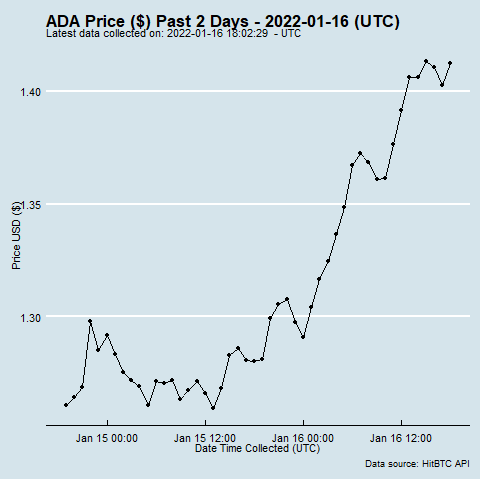 ADA Price ($) Past 2 Days - 2022-01-16 (UTC)
Latest data collected on: 2022-01-16 18:02:29  - UTC
1.40
1.35
1.30
Price USD ($)
Jan 15 00:00 Jan 15 12:00 Jan 16 00:00 Jan 16 12:00
Date Time Collected (UTC)
Data source: HitBTC API